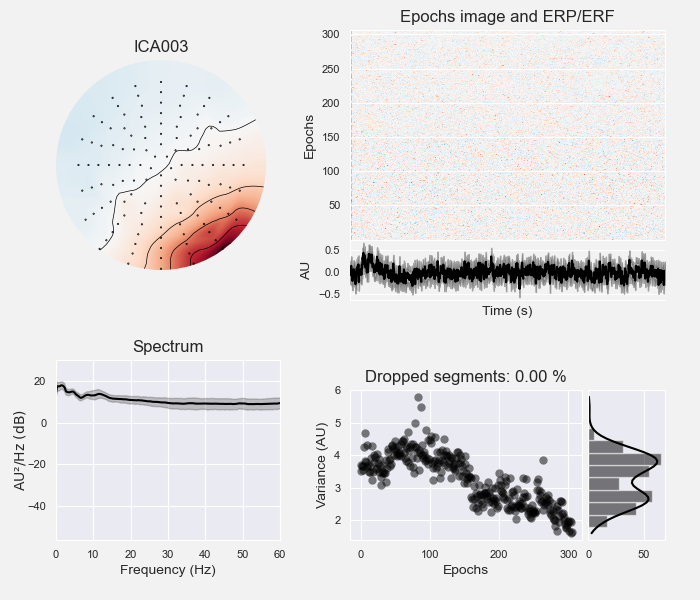 ICA003
Epochs image and ERP/ERF
300
250
200
150
100
50
Epochs
0.5
0.0
−0.5
AU
Time (s)
Spectrum
20
0
−20
−40
AU²/Hz (dB)
0 10 20 30 40 50 60
Frequency (Hz)
Dropped segments: 0.00 %
6
5
4
3
2
Variance (AU)
0 100 200 300
Epochs
0 50